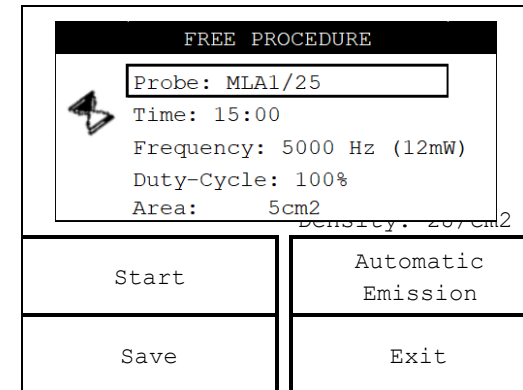 FREE PROCEDURE
Probe: MLA1/25
Time: 15:00
Frequency: 5000 Hz (12mW)
Duty-Cycle: 100%
Area: 5cm2
Start
Automatic
Emission
Save
Exit